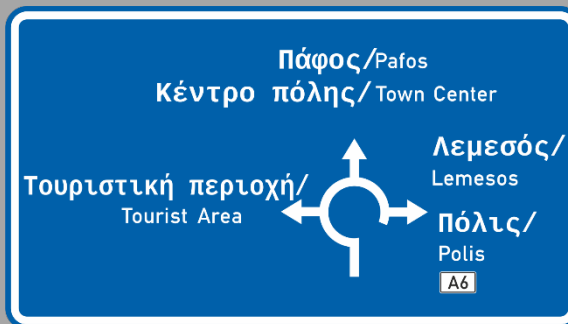 Πάφος/Pafos
Κέντρο πόλης/Town Center
Τουριστική περιοχή/
Tourist Area
Λεμεσός/
Lemesos
Πόλις/
Polis
A6